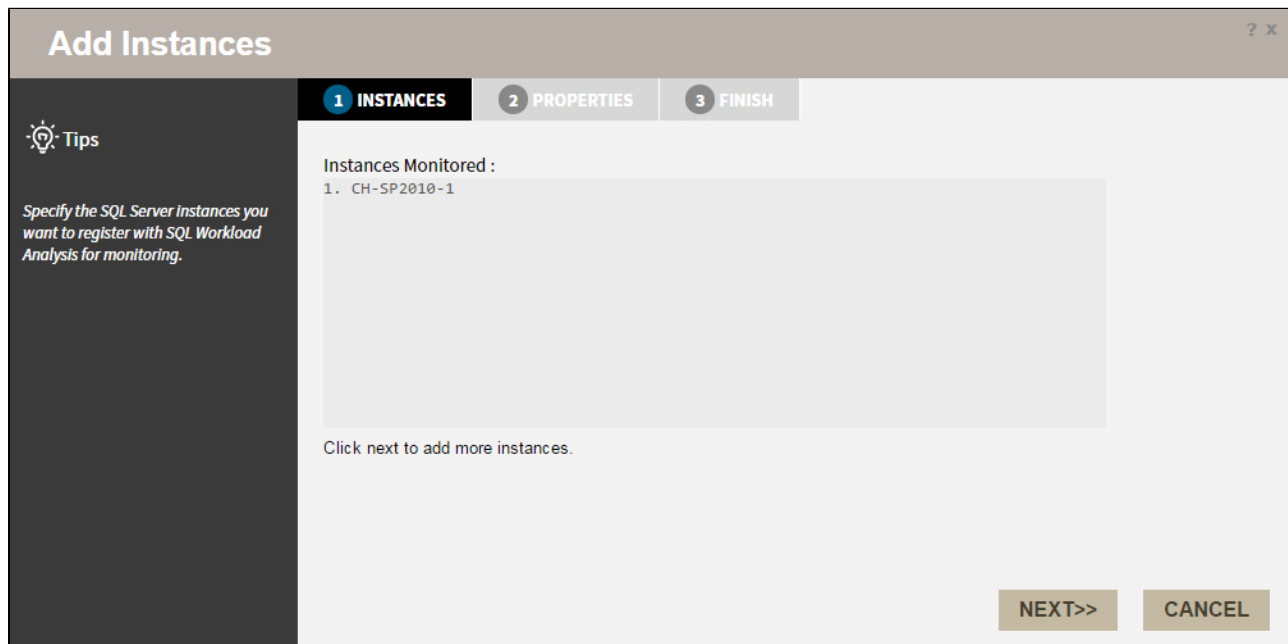 Add Instances
? x
Tips
Specify the SQL Server instances you
want to register with SQL Workload
Analysis for monitoring.
1 INSTANCES
2 PROPERTIES
3 FINISH
Instances Monitored :
1. CH-SP2010-1
Click next to add more instances.
NEXT>>
CANCEL